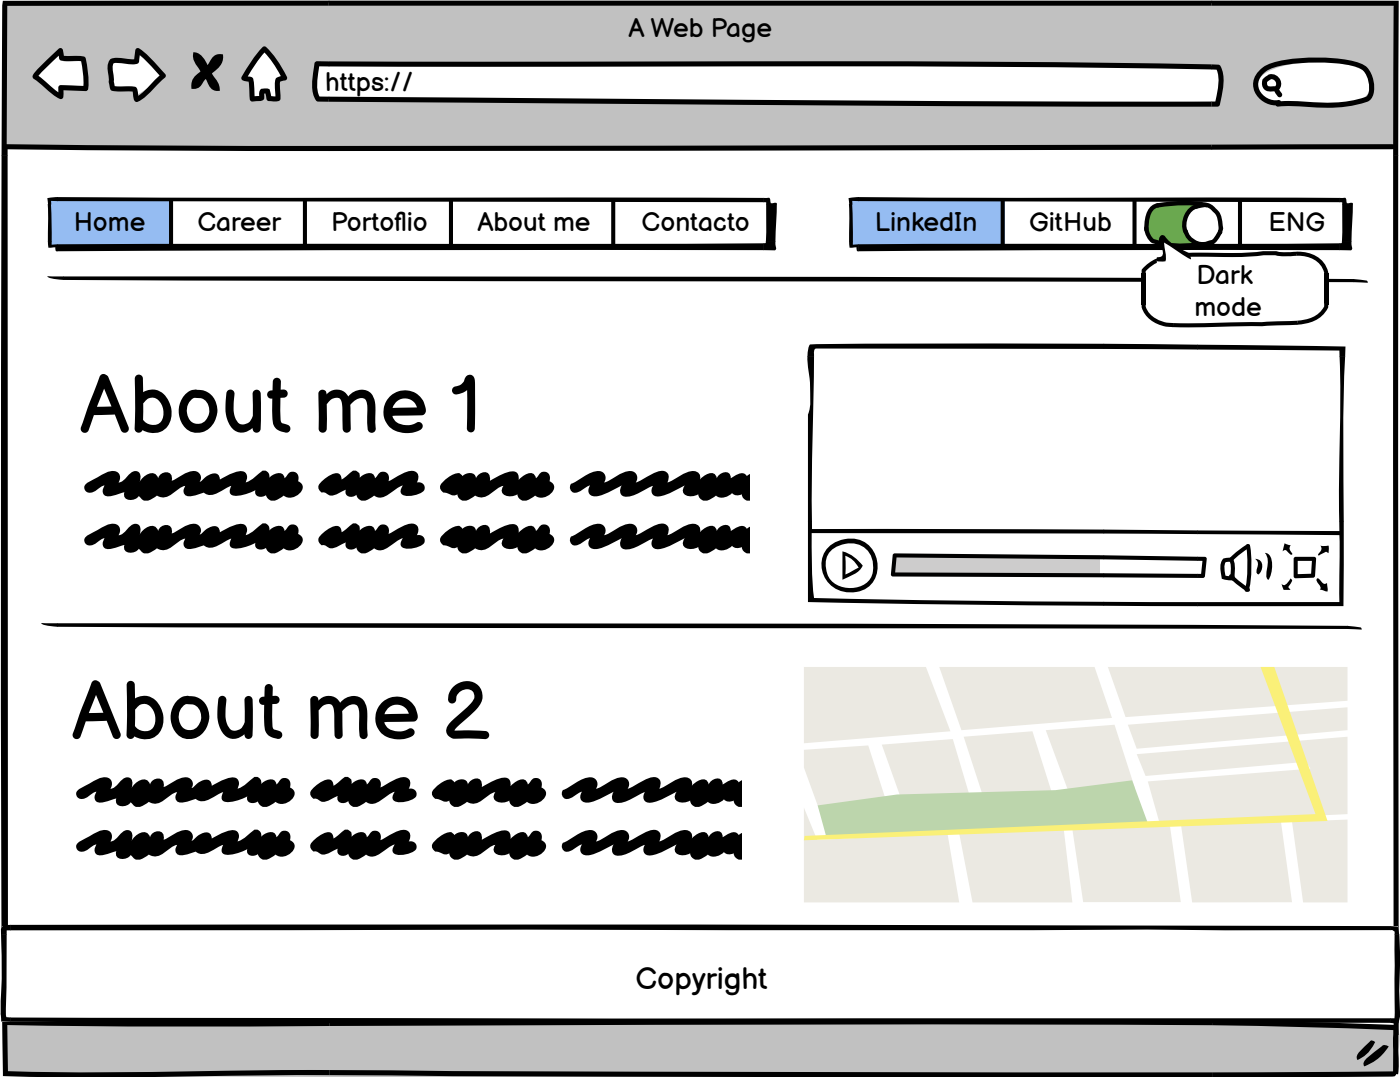 A Web Page
https://
Home Career Portoflio About me Contacto LinkedIn GitHub ENG
Dark
mode
About me 1
About me 2
Copyright